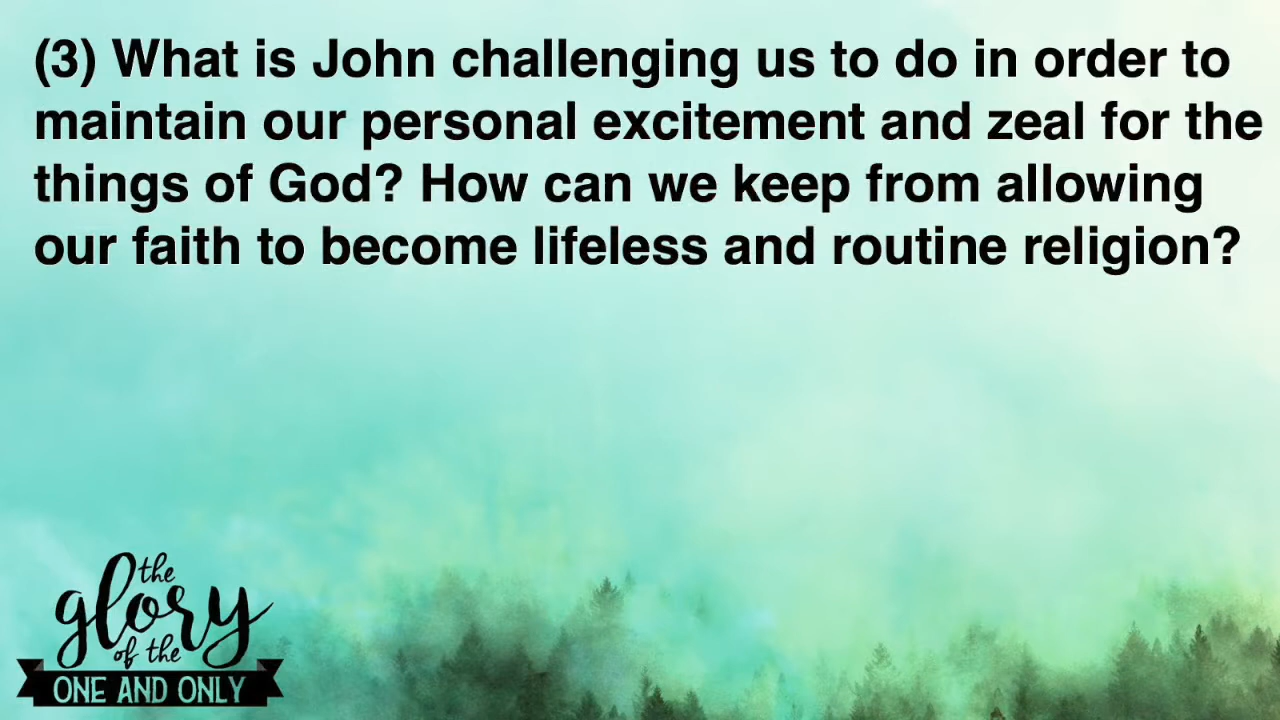 (3) What is John challenging us to do in order to
maintain our personal excitement and zeal for the
things of God? How can we keep from allowing
our faith to become lifeless and routine religion?
the
glory
of the
ONE AND ONLY